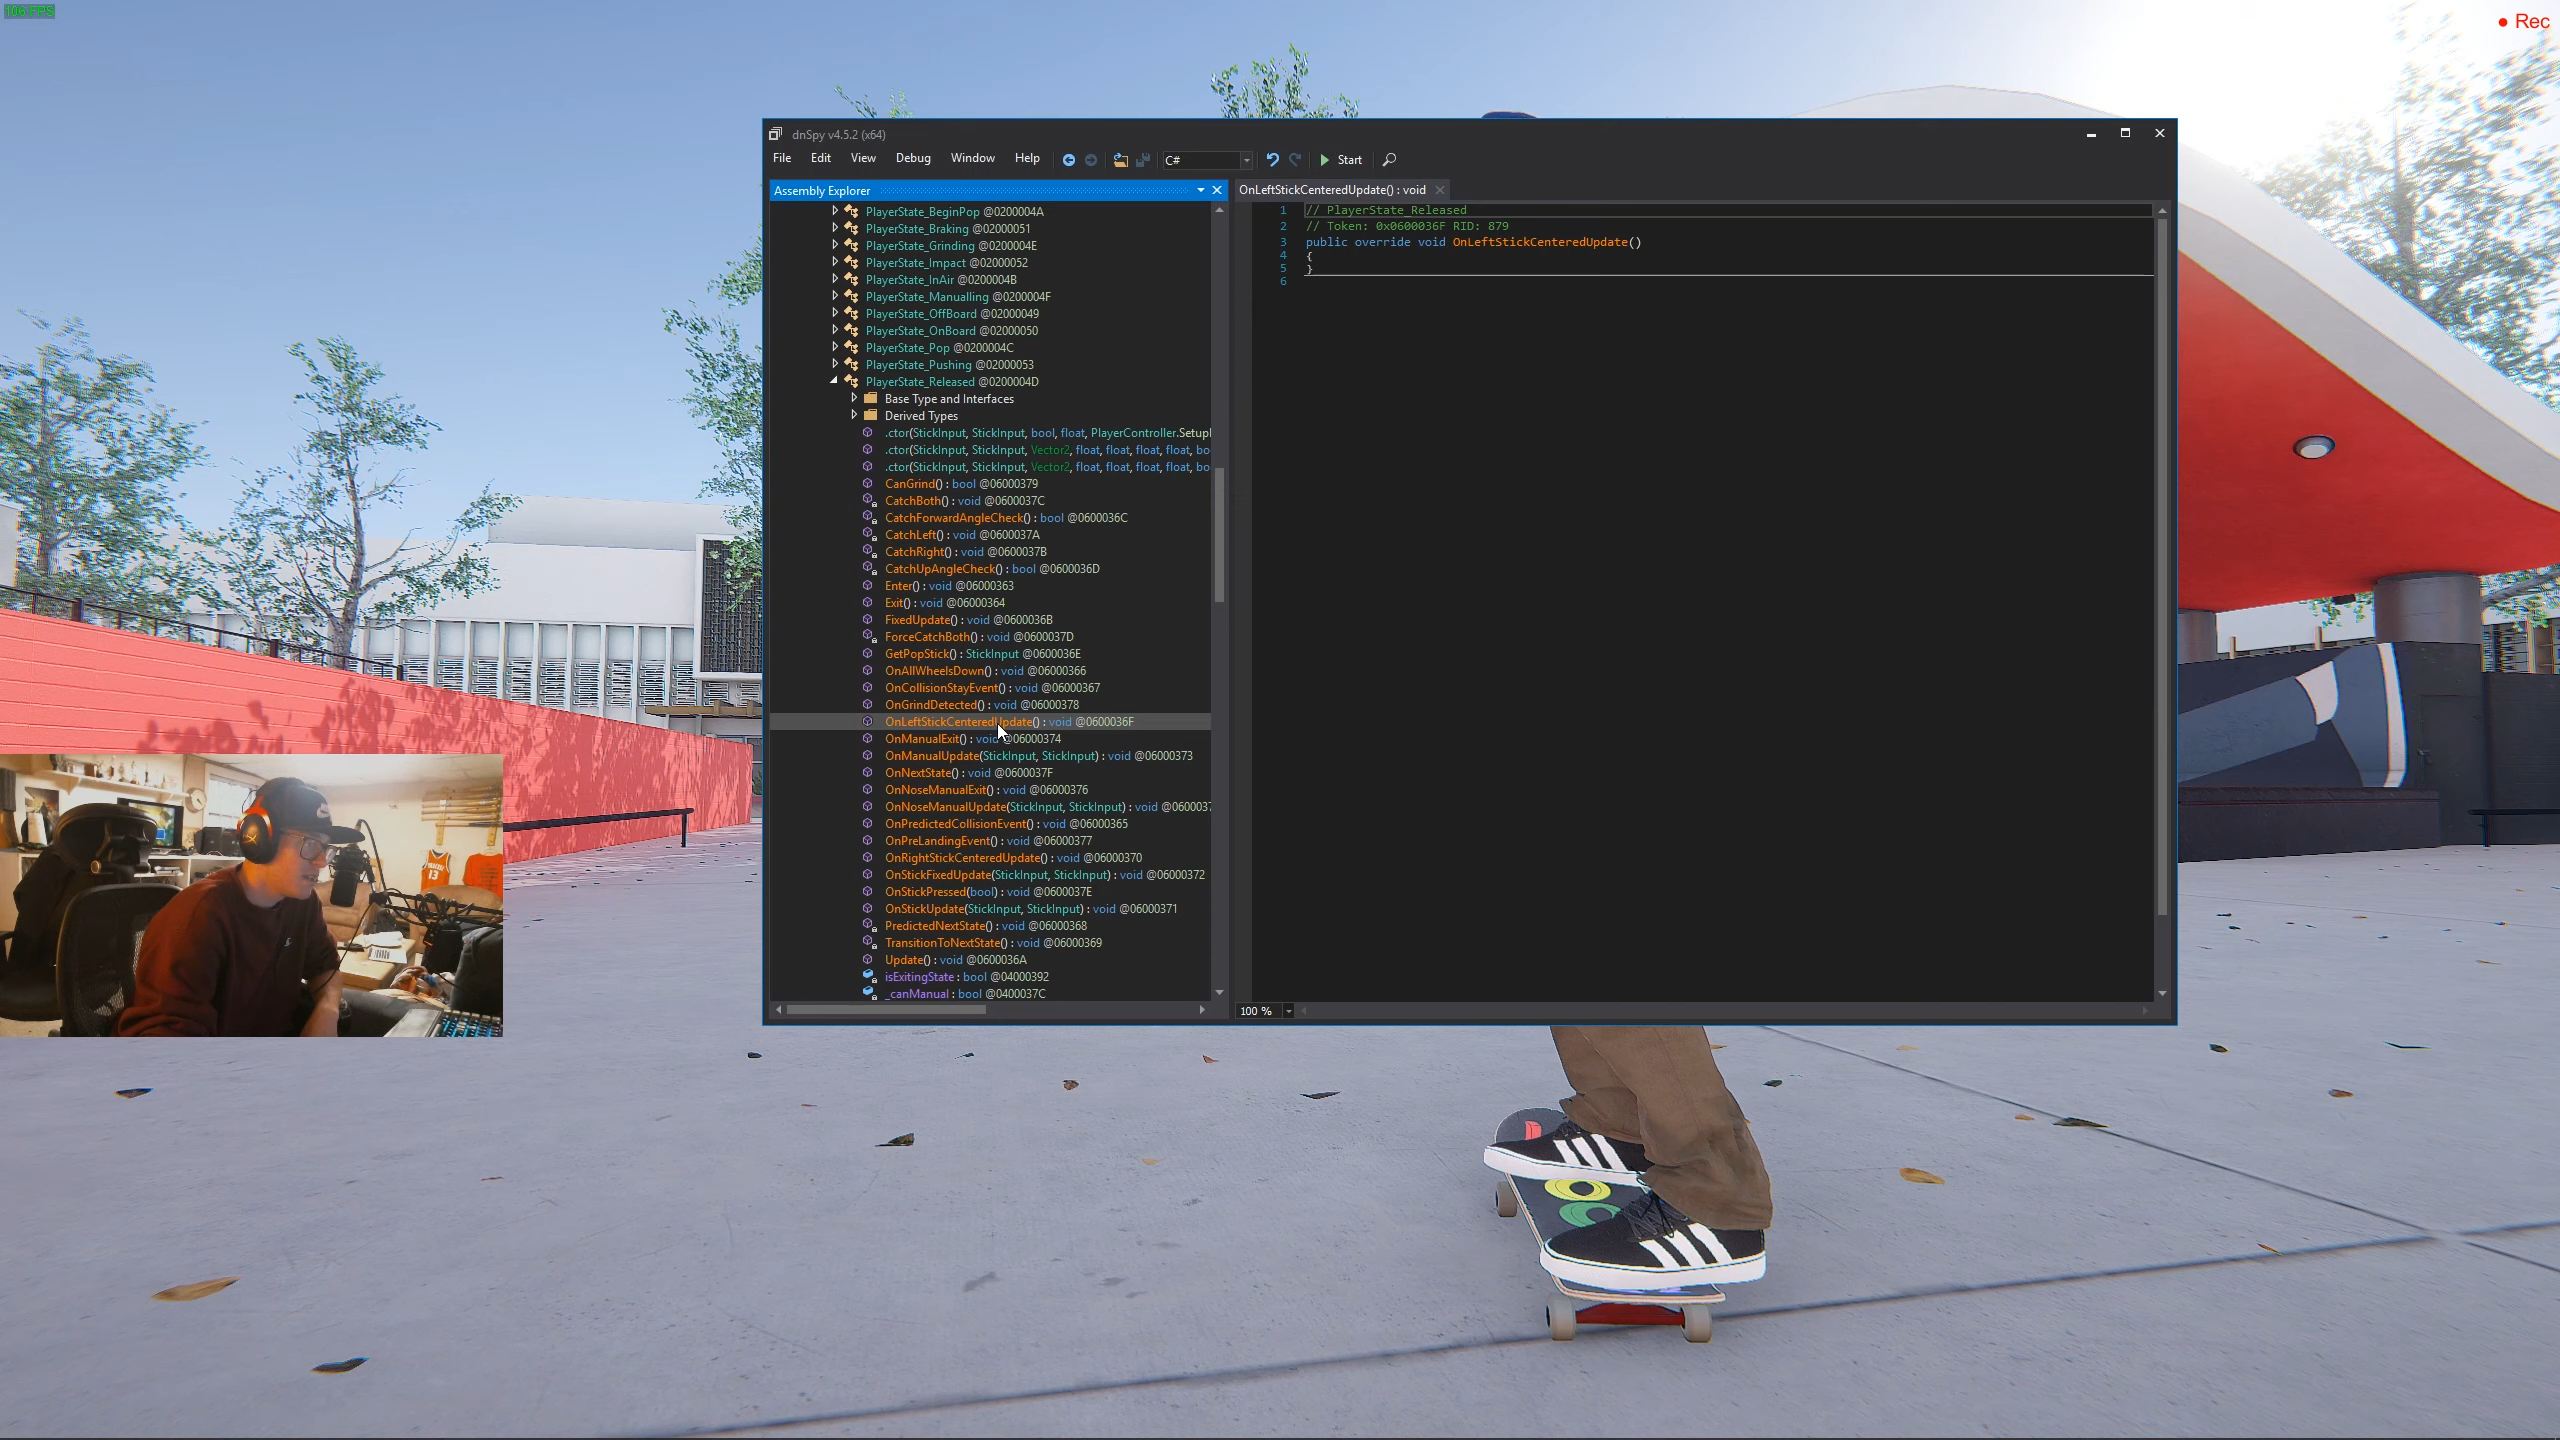 106 FPS
● Rec
dnSpy v4.5.2 (x64)
File Edit View Debug Window Help C# Start
Assembly Explorer
PlayerState_BeginPop @0200004A
PlayerState_Braking @02000051
PlayerState_Grinding @0200004E
PlayerState_Impact @02000052
PlayerState_InAir @0200004B
PlayerState_Manualling @0200004F
PlayerState_OffBoard @02000049
PlayerState_OnBoard @02000050
PlayerState_Pop @0200004C
PlayerState_Pushing @02000053
PlayerState_Released @0200004D
Base Type and Interfaces
Derived Types
.ctor(StickInput, StickInput, bool, float, PlayerController.Setupl
.ctor(StickInput, StickInput, Vector2, float, float, float, float, bo
.ctor(StickInput, StickInput, Vector2, float, float, float, float, bo
CanGrind() : bool @06000379
CatchBoth() : void @0600037C
CatchForwardAngleCheck() : bool @0600036C
CatchLeft() : void @0600037A
CatchRight() : void @0600037B
CatchUpAngleCheck() : bool @0600036D
Enter() : void @06000363
Exit() : void @06000364
FixedUpdate() : void @0600036B
ForceCatchBoth() : void @0600037D
GetPopStick() : StickInput @0600036E
OnAllWheelsDown() : void @06000366
OnCollisionStayEvent() : void @06000367
OnGrindDetected() : void @06000378
OnLeftStickCenteredUpdate() : void @0600036F
OnManualExit() : void @06000374
OnManualUpdate(StickInput, StickInput) : void @06000373
OnNextState() : void @0600037F
OnNoseManualExit() : void @06000376
OnNoseManualUpdate(StickInput, StickInput) : void @0600037
OnPredictedCollisionEvent() : void @06000365
OnPreLandingEvent() : void @06000377
OnRightStickCenteredUpdate() : void @06000370
OnStickFixedUpdate(StickInput, StickInput) : void @06000372
OnStickPressed(bool) : void @0600037E
OnStickUpdate(StickInput, StickInput) : void @06000371
PredictedNextState() : void @06000368
TransitionToNextState() : void @06000369
Update() : void @0600036A
isExitingState : bool @04000392
_canManual : bool @0400037C
OnLeftStickCenteredUpdate() : void
1 // PlayerState_Released
2 // Token: 0x0600036F RID: 879
3 public override void OnLeftStickCenteredUpdate()
4 {
5 }
6
100 %
13